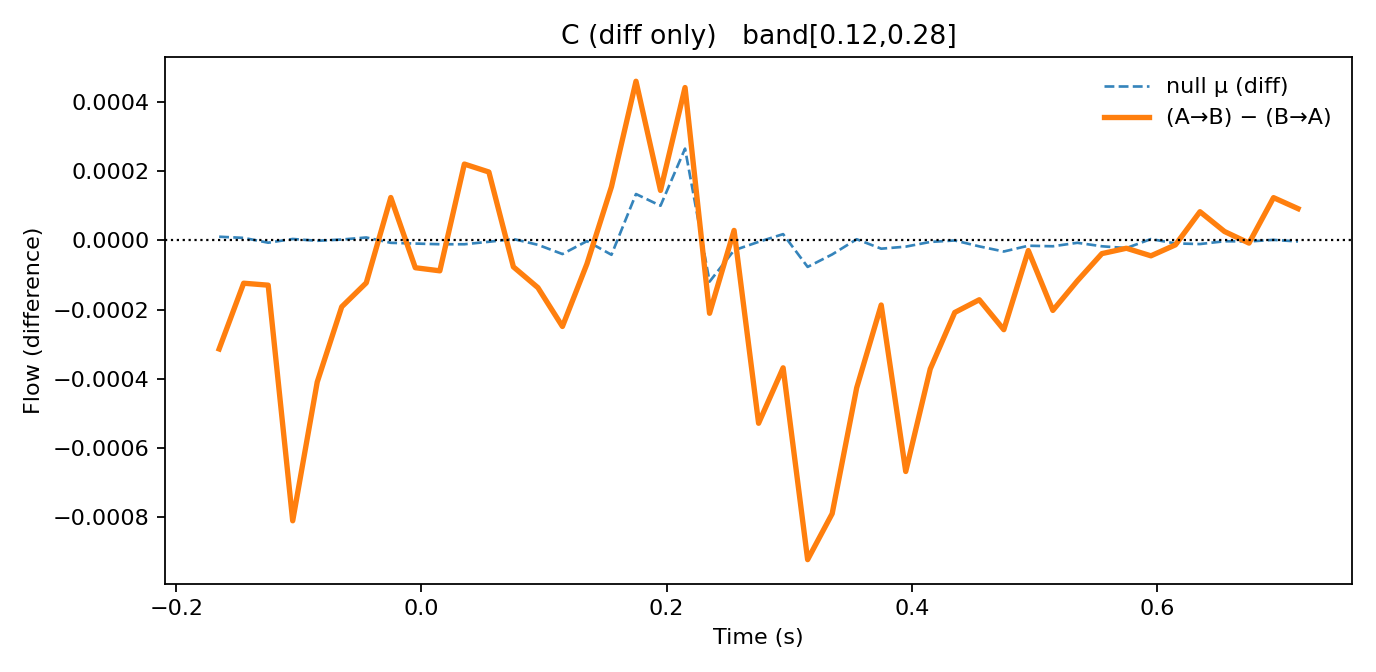 C (diff only)   band[0.12,0.28]
null μ (diff)
(A→B) − (B→A)
0.0004
0.0002
0.0000
−0.0002
−0.0004
−0.0006
−0.0008
Flow (difference)
−0.2
0.0
0.2
0.4
0.6
Time (s)